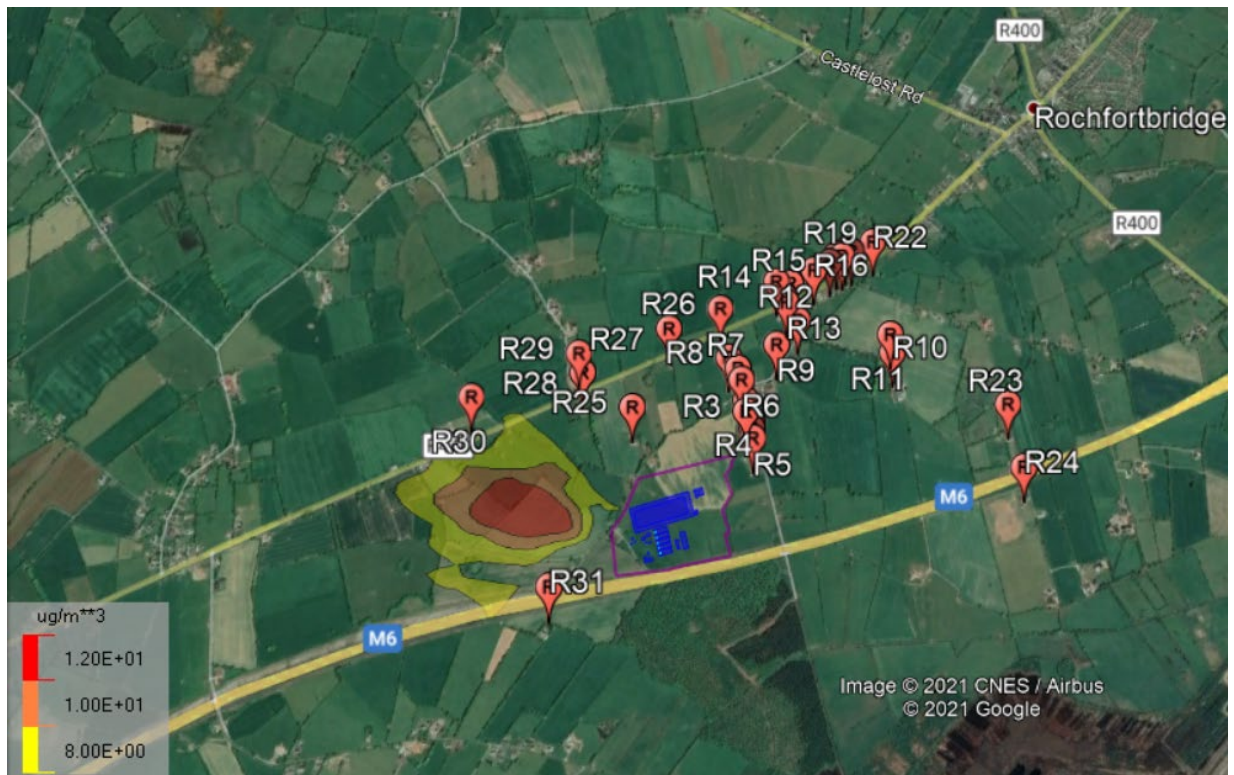 R400
Castlelost Rd
Rochfortbridge
R400
R19
R22
R15
R16
R14
R12
R26
R13
R29
R27
R8
R7
R10
R9
R11
R28
R25
R3
R6
R23
R30
R4
R5
R24
M6
R31
M6
ug/m**3
1.20E+01
1.00E+01
8.00E+00
Image © 2021 CNES / Airbus
© 2021 Google